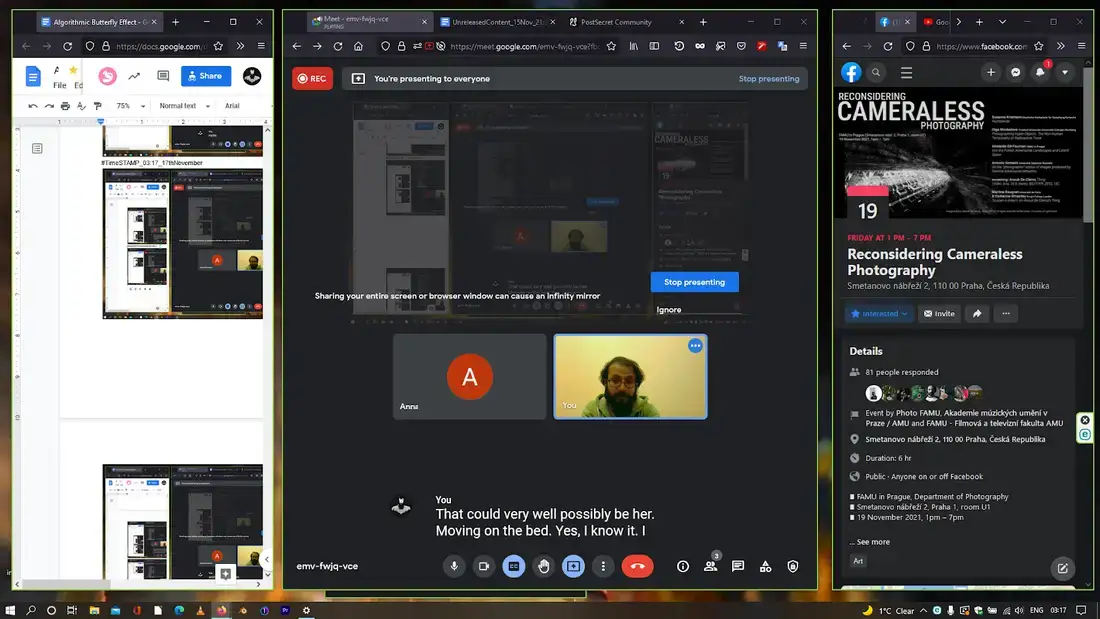 Algorithmic Butterfly Effect - G
https://docs.google.com/
File
Share
75%
Normal text
Arial
#TimeSTAMP_03:17_17thNovember
Meet - emv-fwjq-vce
PLAYING
UnreleasedContent_15Nov_21
PostSecret Community
https://meet.google.com/emv-fwjq-vce?
REC
You're presenting to everyone
Stop presenting
Sharing your entire screen or browser window can cause an infinity mirror
Stop presenting
Ignore
A
Anna
You
You
That could very well possibly be her.
Moving on the bed. Yes, I know it. I
emv-fwjq-vce
3
Goo
https://www.facebook.com
1
RECONSIDERING
CAMERALESS
PHOTOGRAPHY
19
FRIDAY AT 1 PM – 7 PM
Reconsidering Cameraless
Photography
Smetanovo nábřeží 2, 110 00 Praha, Česká Republika
Interested
Invite
Details
81 people responded
Event by Photo FAMU, Akademie múzických umění v
Praze / AMU and FAMU - Filmová a televizní fakulta AMU
Smetanovo nábřeží 2, 110 00 Praha, Česká Republika
Duration: 6 hr
Public · Anyone on or off Facebook
FAMU in Prague, Department of Photography
Smetanovo nábřeží 2, Praha 1, room U1
19 November 2021, 1pm – 7pm
... See more
Art
1°C Clear
ENG
03:17